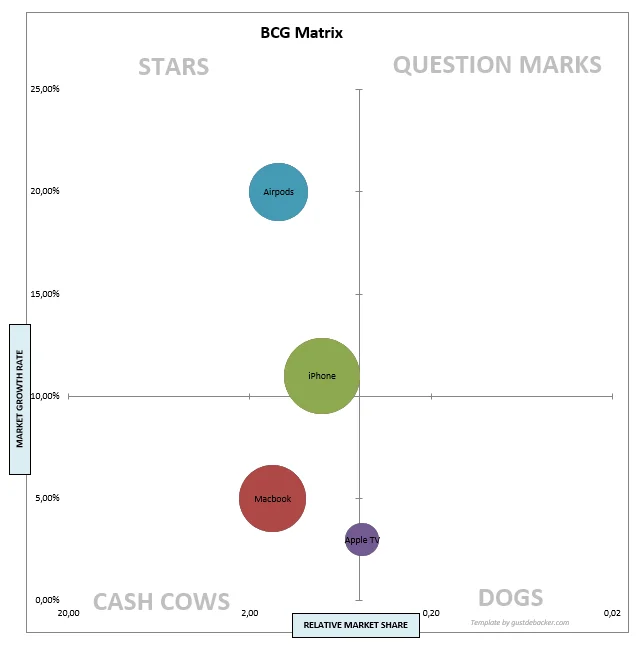 BCG Matrix
STARS
QUESTION MARKS
25,00%
Airpods
20,00%
15,00%
iPhone
MARKET GROWTH RATE
10,00%
Macbook
5,00%
Apple TV
0,00%
CASH COWS
DOGS
20,00
2,00
0,20
0,02
RELATIVE MARKET SHARE
Template by gustdebacker.com